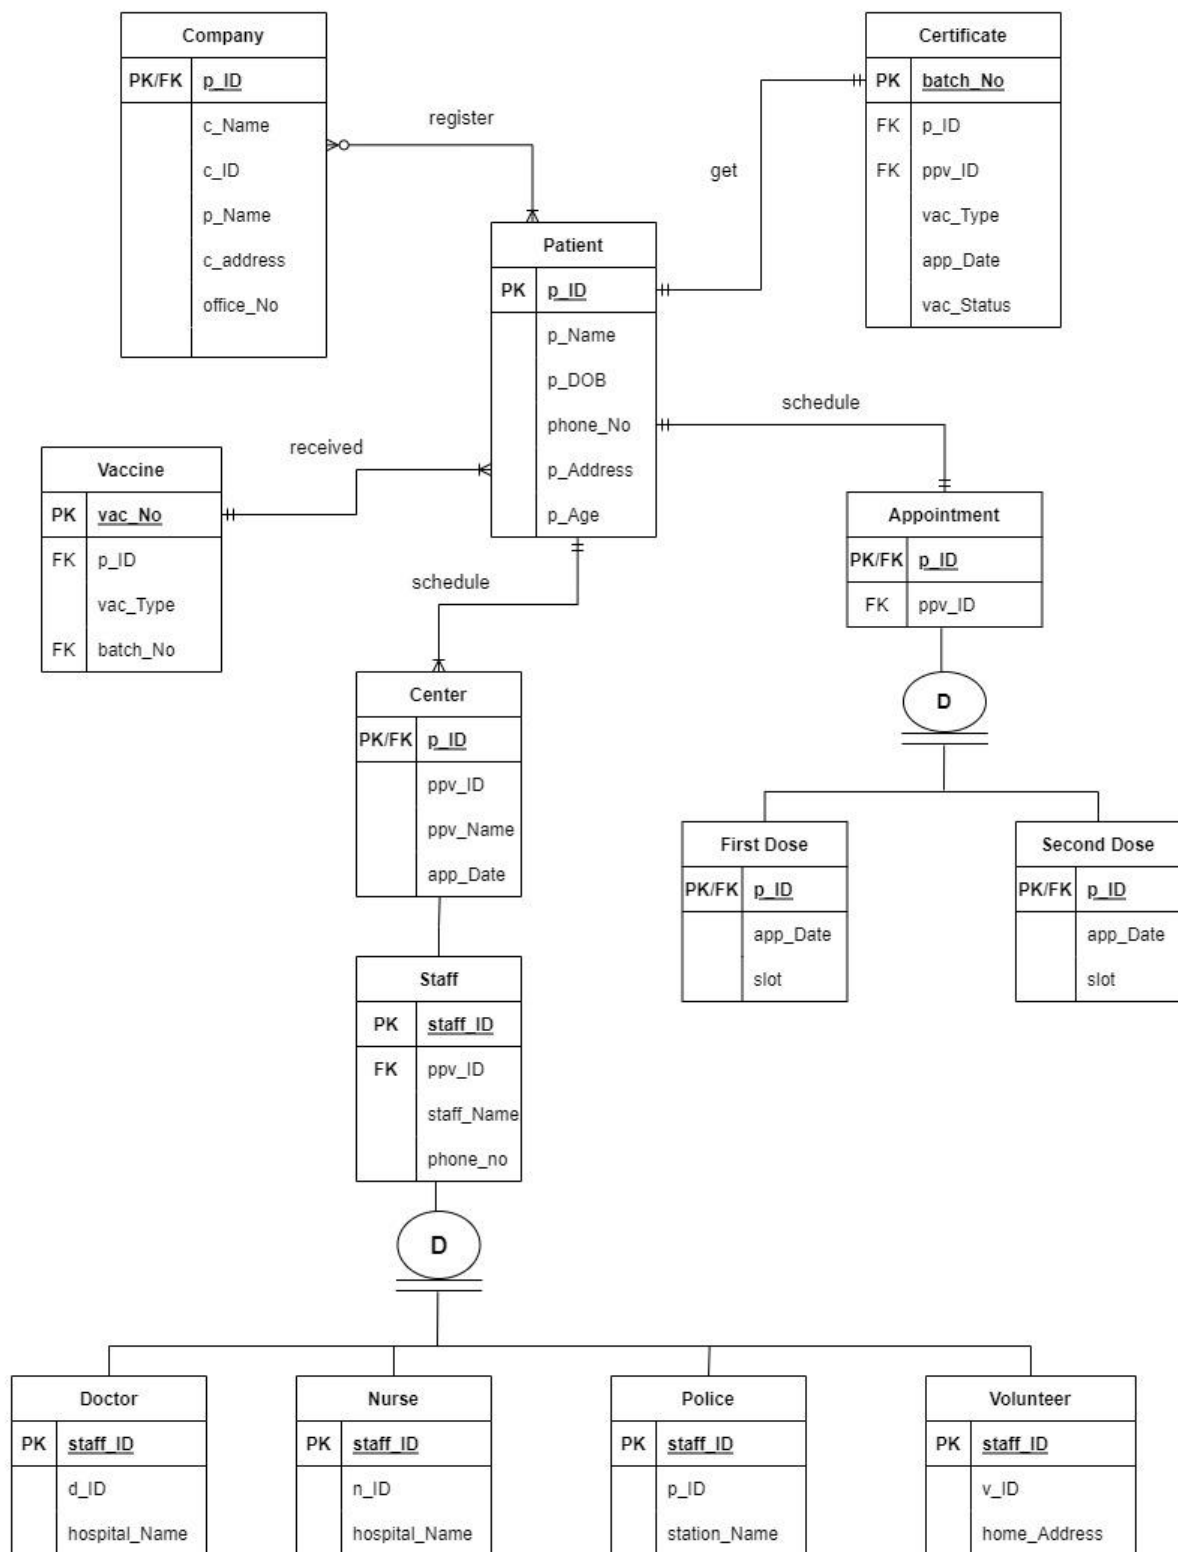 Company
PK/FK p_ID
c_Name
c_ID
p_Name
c_address
office_No
register
Certificate
PK batch_No
FK p_ID
FK ppv_ID
vac_Type
app_Date
vac_Status
get
Patient
PK p_ID
p_Name
p_DOB
phone_No
p_Address
p_Age
schedule
received
Vaccine
PK vac_No
FK p_ID
vac_Type
FK batch_No
Appointment
PK/FK p_ID
FK ppv_ID
D
schedule
Center
PK/FK p_ID
ppv_ID
ppv_Name
app_Date
First Dose
PK/FK p_ID
app_Date
slot
Second Dose
PK/FK p_ID
app_Date
slot
Staff
PK staff_ID
FK ppv_ID
staff_Name
phone_no
D
Doctor
PK staff_ID
d_ID
hospital_Name
Nurse
PK staff_ID
n_ID
hospital_Name
Police
PK staff_ID
p_ID
station_Name
Volunteer
PK staff_ID
v_ID
home_Address